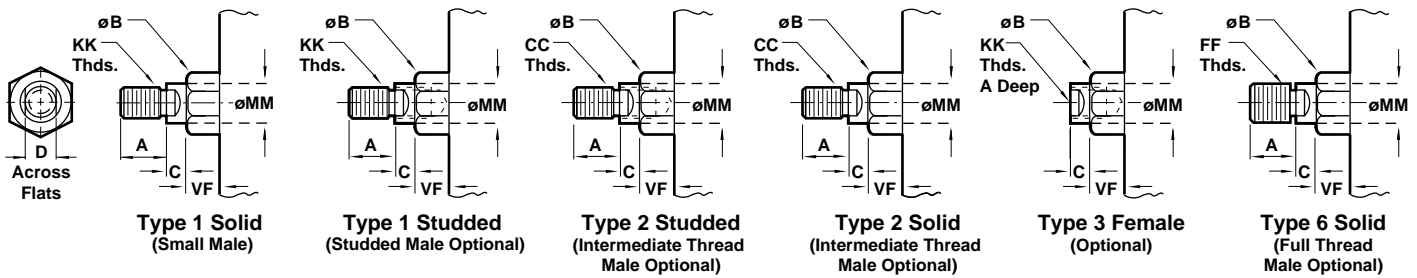 D
Across
Flats
øB
KK
Thds.
øMM
A
C
VF
Type 1 Solid
(Small Male)
øB
KK
Thds.
øMM
A
C
VF
Type 1 Studded
(Studded Male Optional)
øB
CC
Thds.
øMM
A
C
VF
Type 2 Studded
(Intermediate Thread
Male Optional)
øB
CC
Thds.
øMM
A
C
VF
Type 2 Solid
(Intermediate Thread
Male Optional)
øB
KK
Thds.
A Deep
øMM
C
VF
Type 3 Female
(Optional)
øB
FF
Thds.
øMM
A
C
VF
Type 6 Solid
(Full Thread
Male Optional)